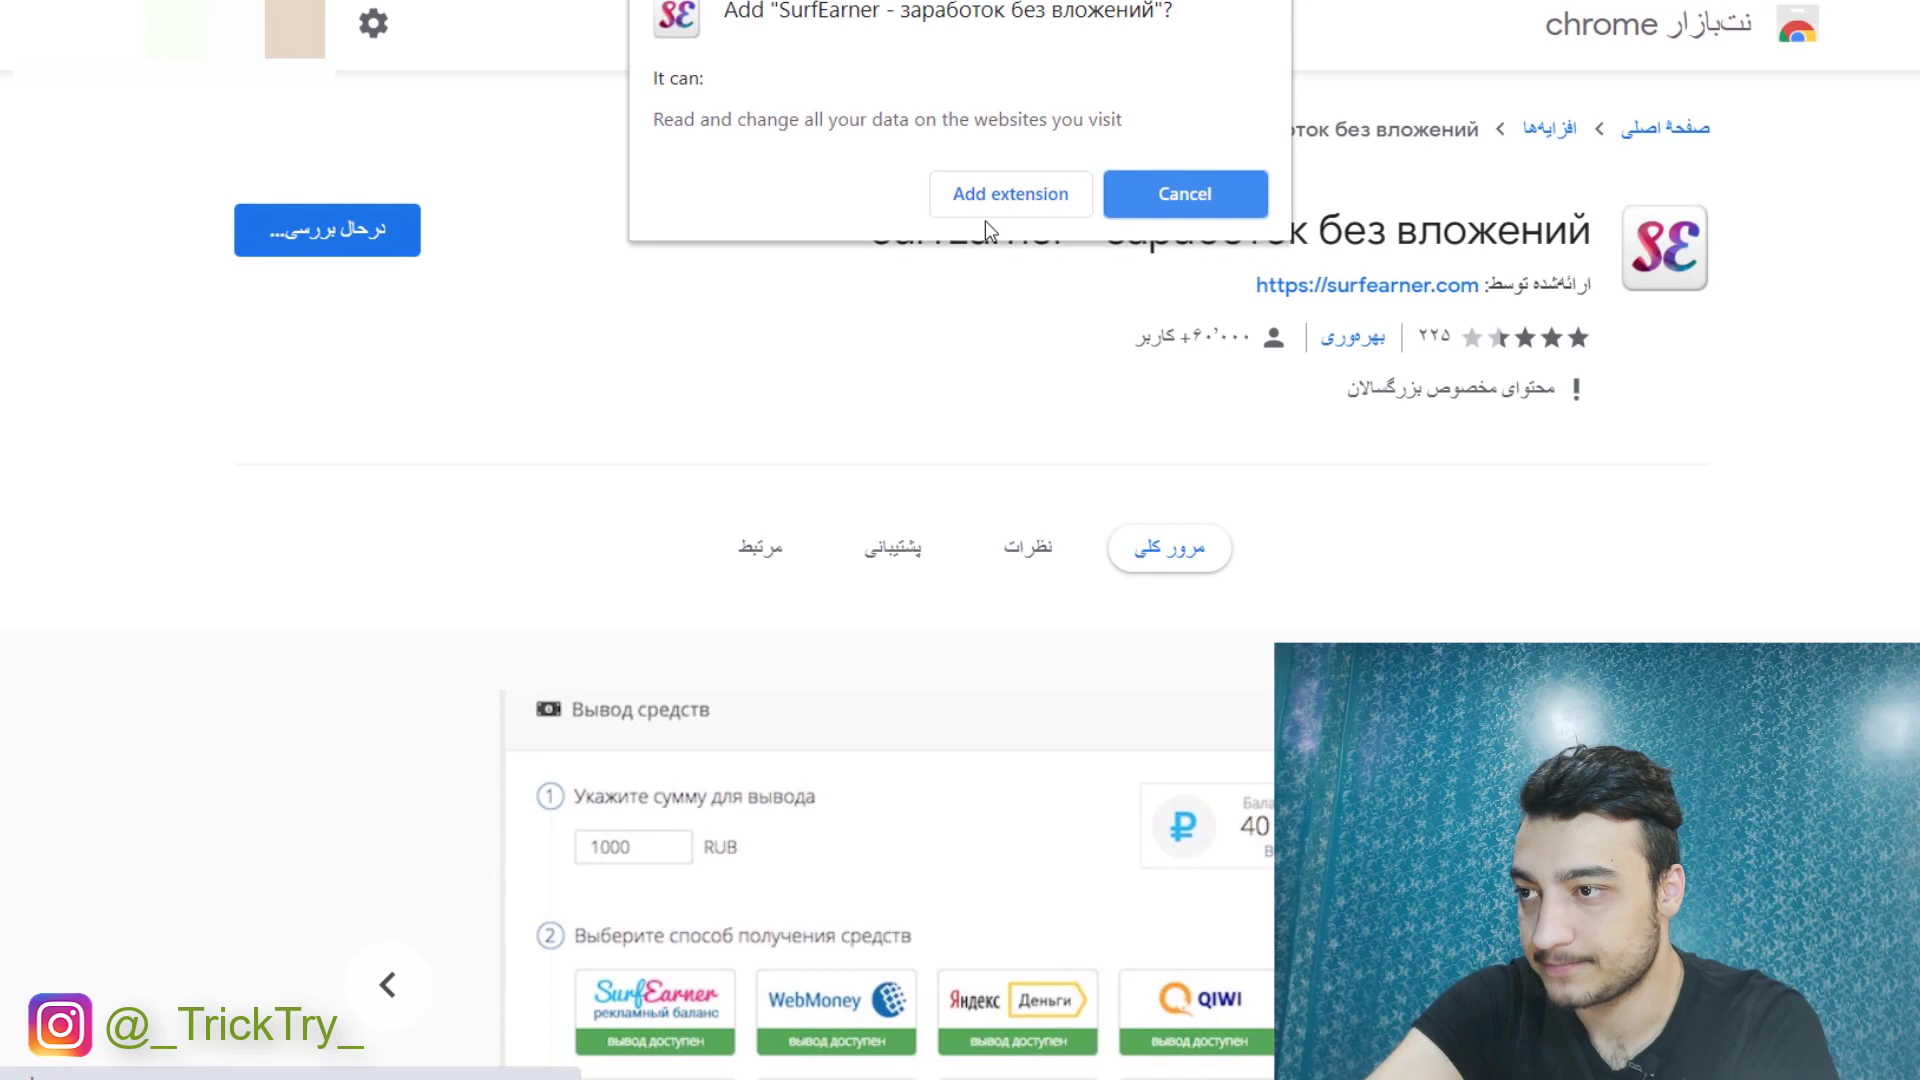 Add "SurfEarner - заработок без вложений"?
It can:
Read and change all your data on the websites you visit
Add extension
Cancel
chrome نت‌بازار
صفحهٔ اصلی > افزایه‌ها > без вложений
درحال بررسی...
к без вложений
ارائه‌شده توسط: https://surfearner.com
۲۲۵ | بهره‌وری | ۶۰٬۰۰۰+ کاربر
محتوای مخصوص بزرگسالان
مرور کلی
نظرات
پشتیبانی
مرتبط
Вывод средств
1 Укажите сумму для вывода
1000 RUB
₽
40
2 Выберите способ получения средств
SurfEarner
рекламный баланс
вывод доступен
WebMoney
вывод доступен
Яндекс Деньги
вывод доступен
QIWI
вывод доступен
@_TrickTry_